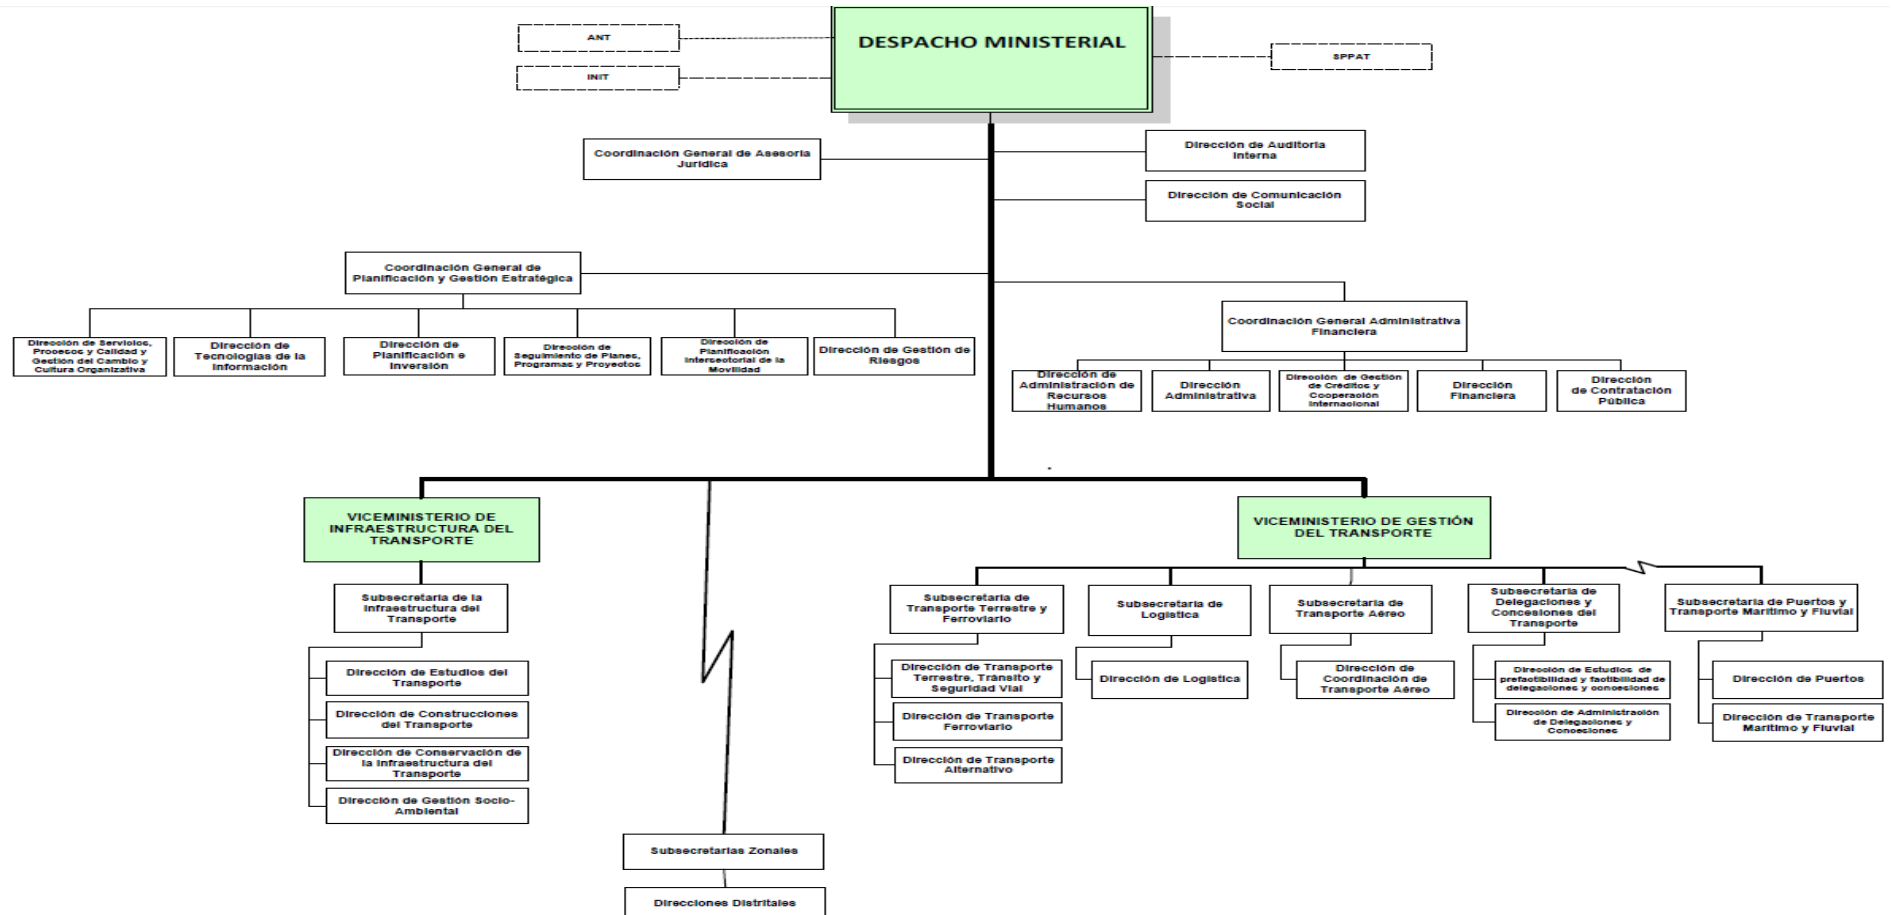 ANT
DESPACHO MINISTERIAL
SPPAT
INIT
Coordinación General de Asesoría
Jurídica
Dirección de Auditoria
Interna
Dirección de Comunicación
Social
Coordinación General de
Planificación y Gestión Estratégica
Coordinación General Administrativa
Financiera
Dirección de Servicios,
Procesos y Calidad y
Gestión del Cambio y
Cultura Organizativa
Dirección de
Tecnologías de la
Información
Dirección de
Planificación e
Inversión
Dirección de
Seguimiento de Planes,
Programas y Proyectos
Dirección de
Planificación
Intersectorial de la
Movilidad
Dirección de Gestión de
Riesgos
Dirección de
Administración de
Recursos
Humanos
Dirección
Administrativa
Dirección de Gestión
de Créditos y
Cooperación
Internacional
Dirección
Financiera
Dirección
de Contratación
Pública
VICEMINISTERIO DE
INFRAESTRUCTURA DEL
TRANSPORTE
VICEMINISTERIO DE GESTIÓN
DEL TRANSPORTE
Subsecretaría de la
Infraestructura del
Transporte
Dirección de Estudios del
Transporte
Dirección de Construcciones
del Transporte
Dirección de Conservación de
la Infraestructura del
Transporte
Dirección de Gestión Socio-
Ambiental
Subsecretaría de
Transporte Terrestre y
Ferroviario
Dirección de Transporte
Terrestre, Tránsito y
Seguridad Vial
Dirección de Transporte
Ferroviario
Dirección de Transporte
Alternativo
Subsecretaría de
Logística
Dirección de Logística
Subsecretaría de
Transporte Aéreo
Dirección de
Coordinación de
Transporte Aéreo
Subsecretaría de
Delegaciones y
Concesiones del
Transporte
Dirección de Estudios de
prefactibilidad y factibilidad de
delegaciones y concesiones
Dirección de Administración
de Delegaciones y
Concesiones
Subsecretaría de Puertos y
Transporte Marítimo y Fluvial
Dirección de Puertos
Dirección de Transporte
Marítimo y Fluvial
Subsecretarías Zonales
Direcciones Distritales